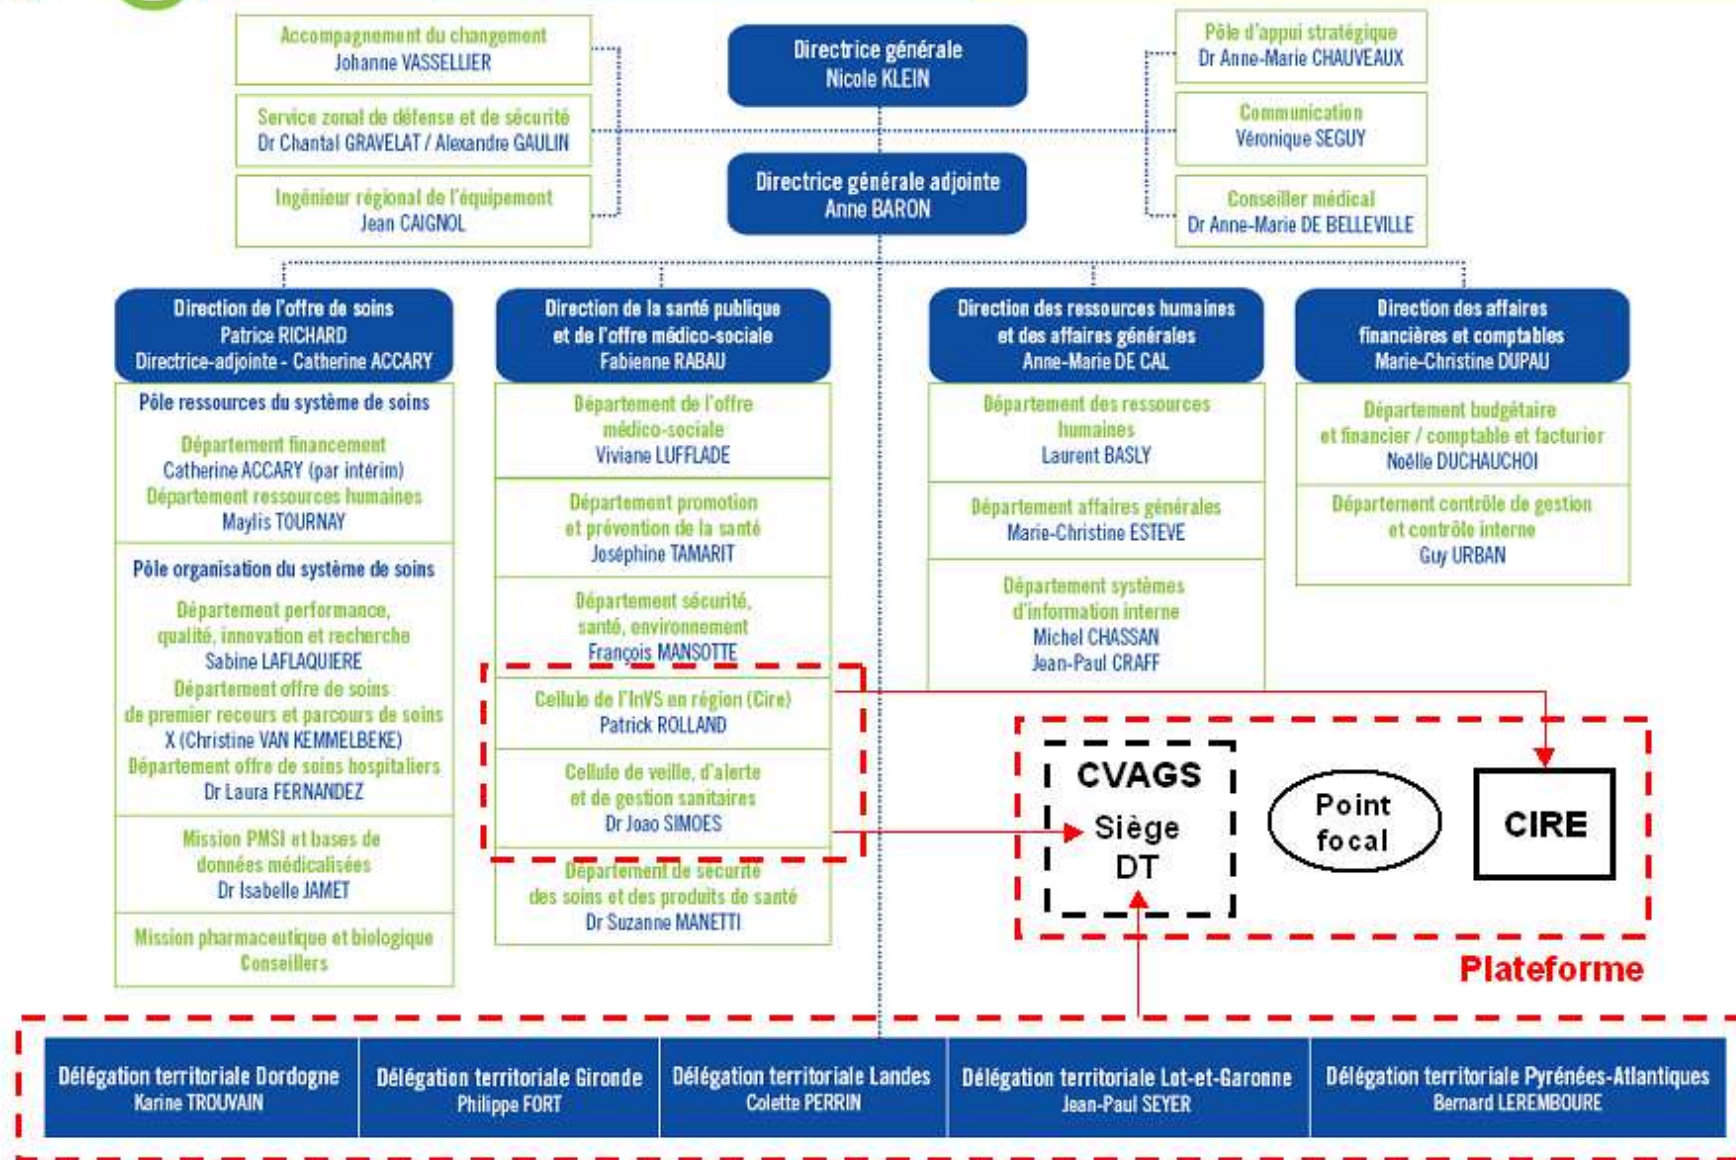 Accompagnement du changement
Johanne VASSELLIER
Service zonal de défense et de sécurité
Dr Chantal GRAVELAT / Alexandre GAULIN
Ingénieur régional de l'équipement
Jean CAIGNOL
Directrice générale
Nicole KLEIN
Directrice générale adjointe
Anne BARON
Pôle d'appui stratégique
Dr Anne-Marie CHAUVEAUX
Communication
Véronique SEGUY
Conseiller médical
Dr Anne-Marie DE BELLEVILLE
Direction de l'offre de soins
Patrice RICHARD
Directrice-adjointe - Catherine ACCARY
Pôle ressources du système de soins
Département financement
Catherine ACCARY (par intérim)
Département ressources humaines
Maylis TOURNAY
Pôle organisation du système de soins
Département performance,
qualité, innovation et recherche
Sabine LAFLAQUIERE
Département offre de soins
de premier recours et parcours de soins
X (Christine VAN KEMMELBEKE)
Département offre de soins hospitaliers
Dr Laura FERNANDEZ
Mission PMSI et bases de
données médicalisées
Dr Isabelle JAMET
Mission pharmaceutique et biologique
Conseillers
Direction de la santé publique
et de l'offre médico-sociale
Fabienne RABAU
Département de l'offre
médico-sociale
Viviane LUFFLADE
Département promotion
et prévention de la santé
Joséphine TAMARIT
Département sécurité,
santé, environnement
François MANSOTTE
Cellule de l'InVS en région (Cire)
Patrick ROLLAND
Cellule de veille, d'alerte
et de gestion sanitaires
Dr Joao SIMOES
Département de sécurité
des soins et des produits de santé
Dr Suzanne MANETTI
Direction des ressources humaines
et des affaires générales
Anne-Marie DE CAL
Département des ressources
humaines
Laurent BASLY
Département affaires générales
Marie-Christine ESTEVE
Département systèmes
d'information interne
Michel CHASSAN
Jean-Paul CRAFF
Direction des affaires
financières et comptables
Marie-Christine DUPAU
Département budgétaire
et financier / comptable et facturier
Noëlle DUCHAUCHOI
Département contrôle de gestion
et contrôle interne
Guy URBAN
CVAGS
Siège
DT
Point
focal
CIRE
Plateforme
Délégation territoriale Dordogne
Karine TROUVAIN
Délégation territoriale Gironde
Philippe FORT
Délégation territoriale Landes
Colette PERRIN
Délégation territoriale Lot-et-Garonne
Jean-Paul SEYER
Délégation territoriale Pyrénées-Atlantiques
Bernard LEREMBOURE